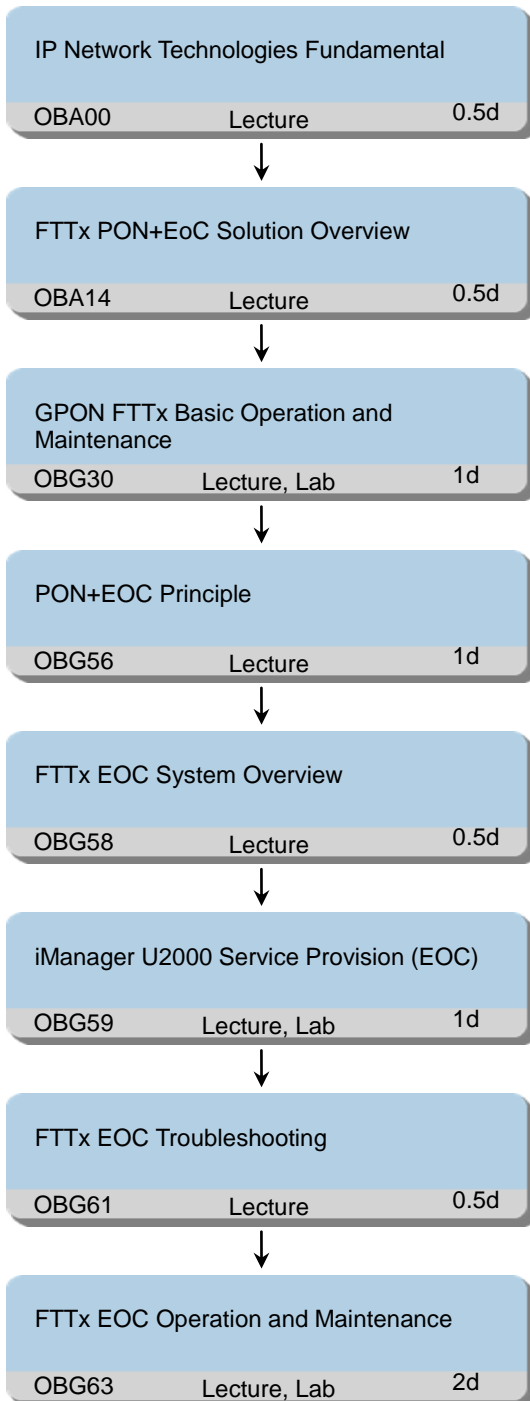 IP Network Technologies Fundamental
OBA00 Lecture 0.5d
FTTx PON+EoC Solution Overview
OBA14 Lecture 0.5d
GPON FTTx Basic Operation and
Maintenance
OBG30 Lecture, Lab 1d
PON+EOC Principle
OBG56 Lecture 1d
FTTx EOC System Overview
OBG58 Lecture 0.5d
iManager U2000 Service Provision (EOC)
OBG59 Lecture, Lab 1d
FTTx EOC Troubleshooting
OBG61 Lecture 0.5d
FTTx EOC Operation and Maintenance
OBG63 Lecture, Lab 2d